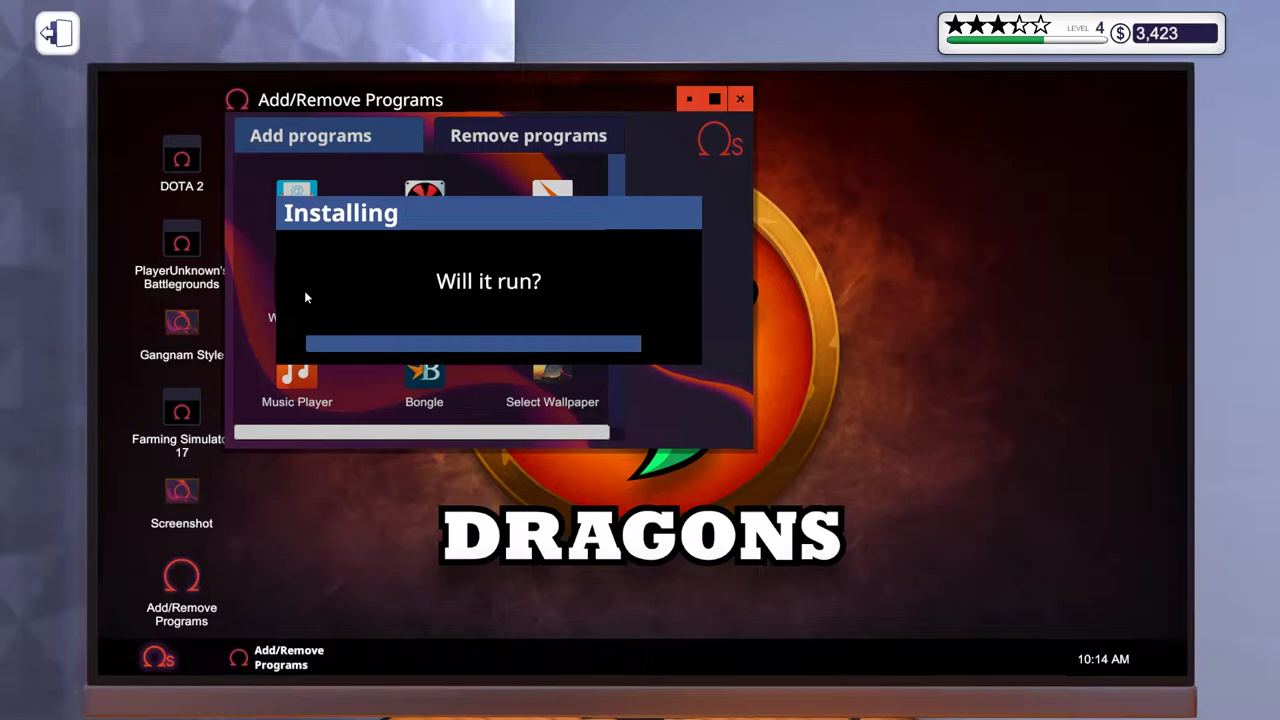 LEVEL 4
$ 3,423
Add/Remove Programs
Add programs
Remove programs
Ωs
Installing
Will it run?
DOTA 2
PlayerUnknown's
Battlegrounds
Gangnam Style
Farming Simulato
17
Screenshot
Add/Remove
Programs
W
Music Player
Bongle
Select Wallpaper
DRAGONS
Ωs
Add/Remove
Programs
10:14 AM